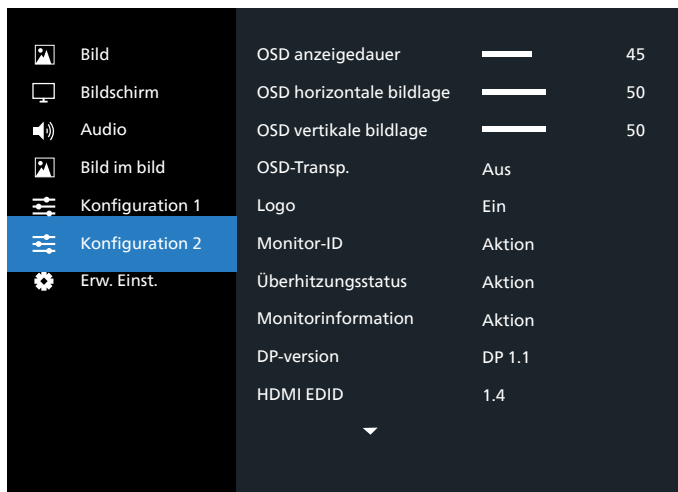 Bild
Bildschirm
Audio
Bild im bild
Konfiguration 1
Konfiguration 2
Erw. Einst.
OSD anzeigedauer 45
OSD horizontale bildlage 50
OSD vertikale bildlage 50
OSD-Transp. Aus
Logo Ein
Monitor-ID Aktion
Überhitzungsstatus Aktion
Monitorinformation Aktion
DP-version DP 1.1
HDMI EDID 1.4